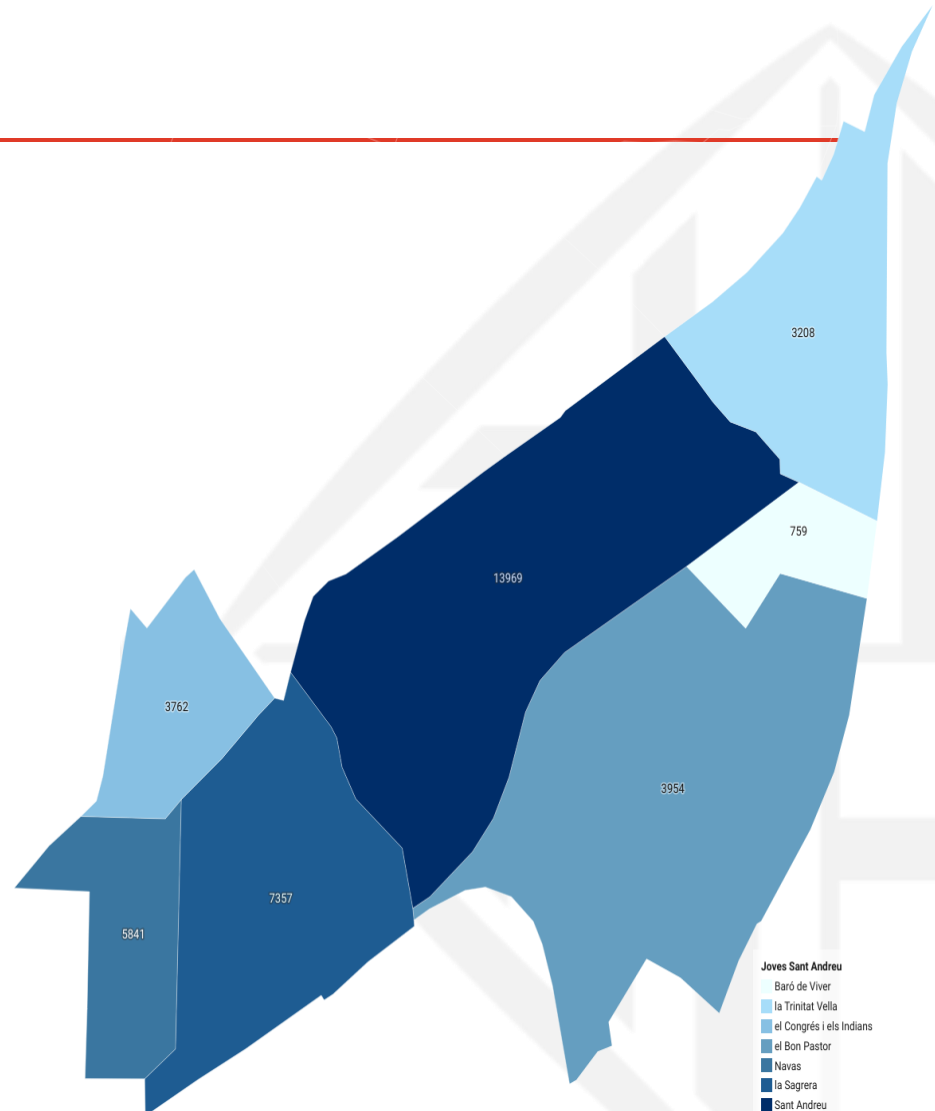 3208
759
13969
3762
3954
7357
5841
Joves Sant Andreu
Baró de Viver
la Trinitat Vella
el Congrés i els Indians
el Bon Pastor
Navas
la Sagrera
Sant Andreu